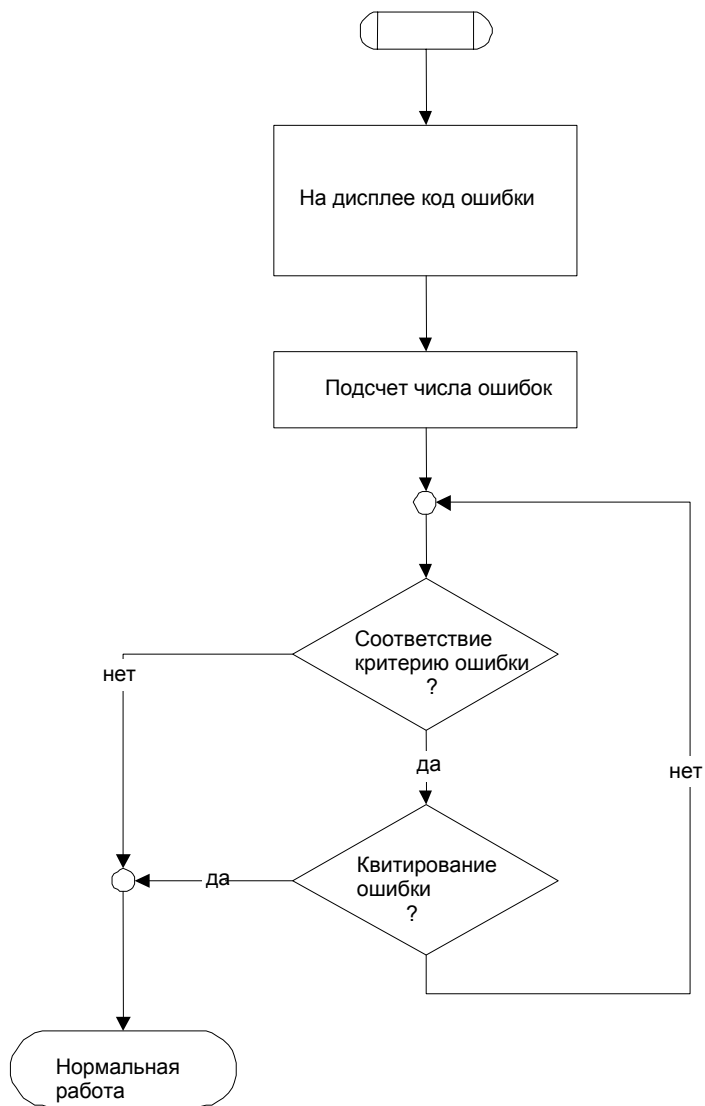 На дисплее код ошибки
Подсчет числа ошибок
Соответствие
критерию ошибки
?
нет
да
нет
Квитирование
ошибки
?
да
Нормальная
работа